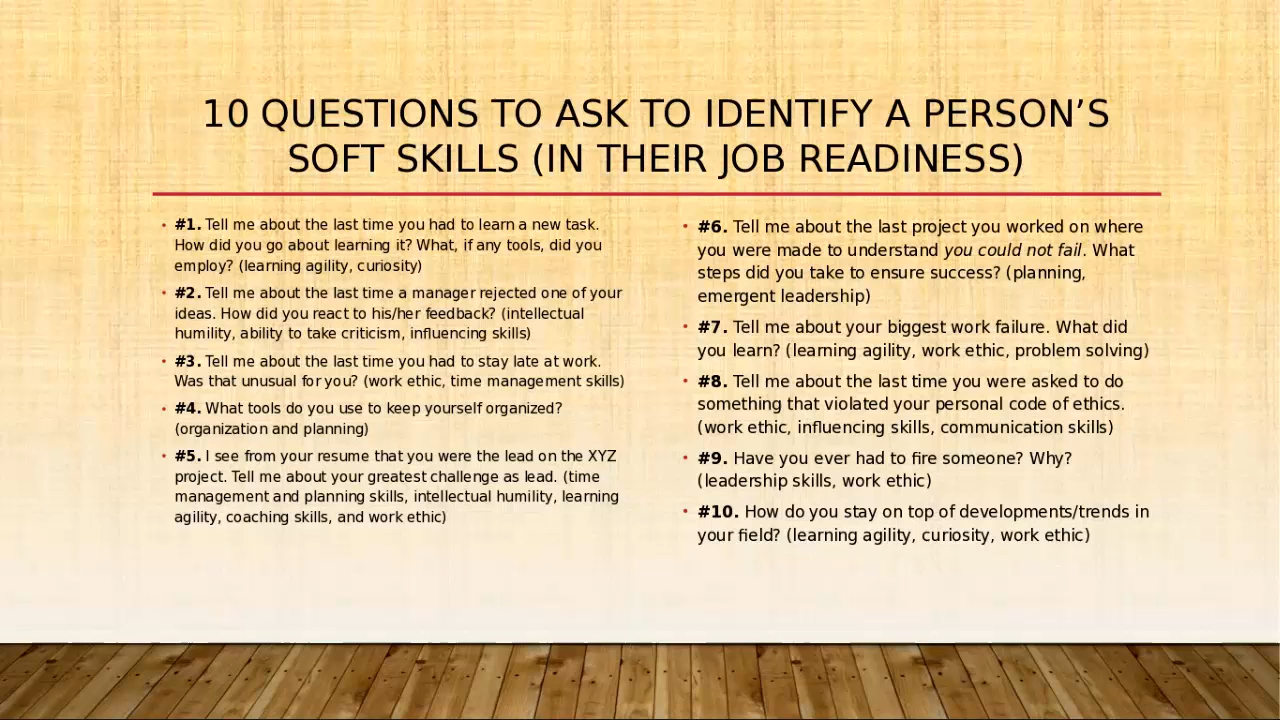 10 QUESTIONS TO ASK TO IDENTIFY A PERSON’S
SOFT SKILLS (IN THEIR JOB READINESS)
• #1. Tell me about the last time you had to learn a new task.
How did you go about learning it? What, if any tools, did you
employ? (learning agility, curiosity)
• #2. Tell me about the last time a manager rejected one of your
ideas. How did you react to his/her feedback? (intellectual
humility, ability to take criticism, influencing skills)
• #3. Tell me about the last time you had to stay late at work.
Was that unusual for you? (work ethic, time management skills)
• #4. What tools do you use to keep yourself organized?
(organization and planning)
• #5. I see from your resume that you were the lead on the XYZ
project. Tell me about your greatest challenge as lead. (time
management and planning skills, intellectual humility, learning
agility, coaching skills, and work ethic)
• #6. Tell me about the last project you worked on where
you were made to understand you could not fail. What
steps did you take to ensure success? (planning,
emergent leadership)
• #7. Tell me about your biggest work failure. What did
you learn? (learning agility, work ethic, problem solving)
• #8. Tell me about the last time you were asked to do
something that violated your personal code of ethics.
(work ethic, influencing skills, communication skills)
• #9. Have you ever had to fire someone? Why?
(leadership skills, work ethic)
• #10. How do you stay on top of developments/trends in
your field? (learning agility, curiosity, work ethic)